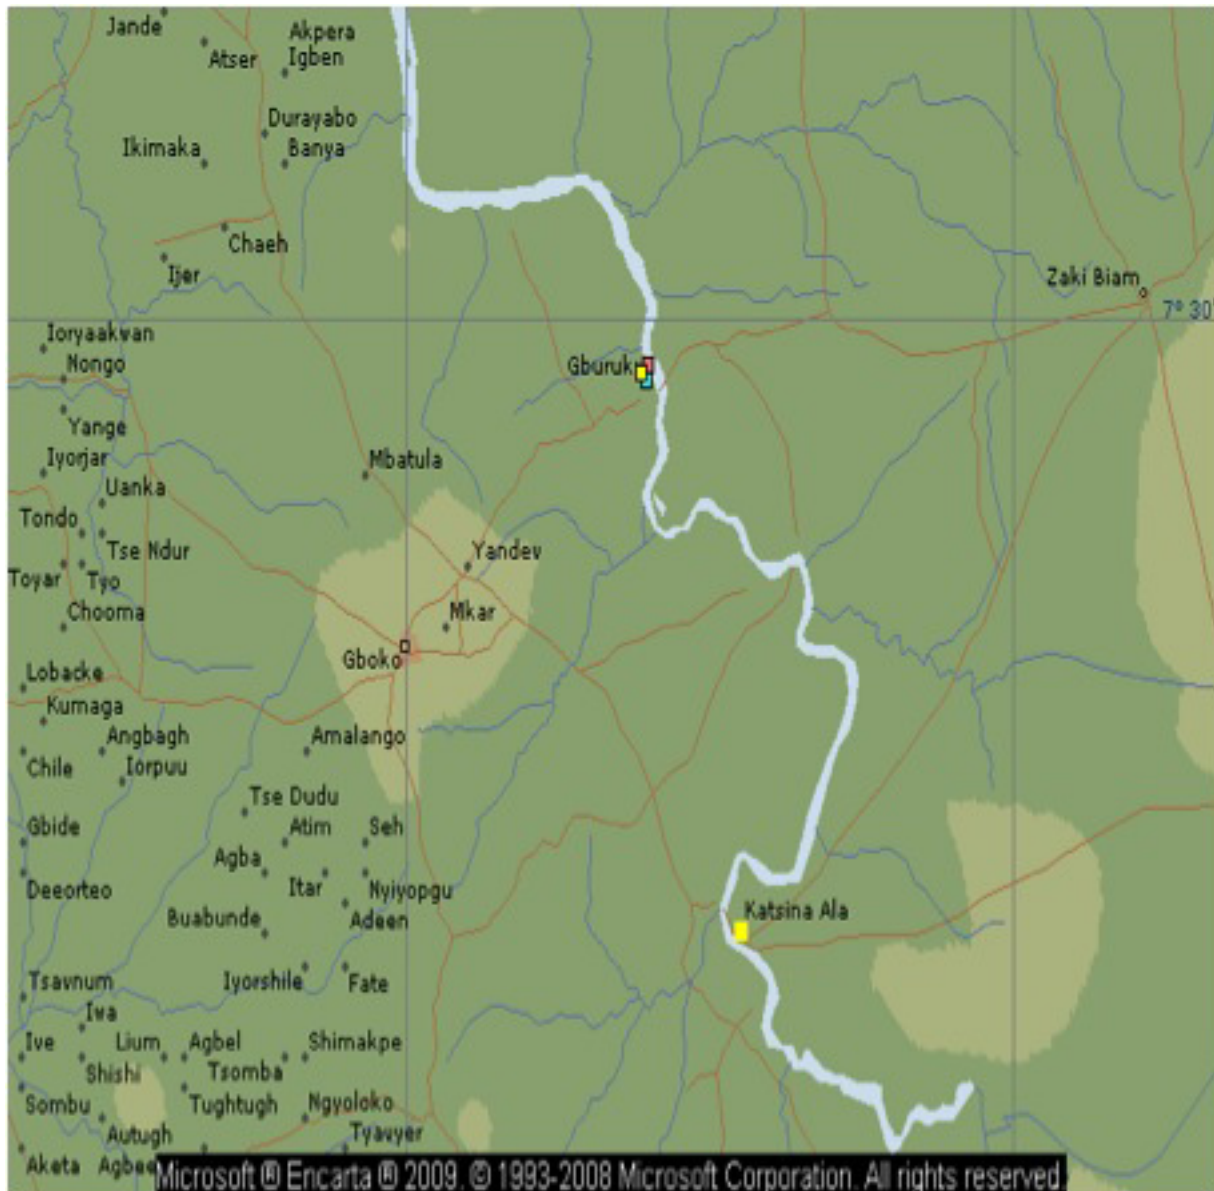 Jande
Akpera
Atser
Igben
Durayabo
Ikimaka
Banya
Chaeh
Ijer
Zaki Biam
7° 30'
Ioryaakwan
Nongo
Gburuku
Yange
Iyorjar
Mbatula
Uanka
Tondo
Tse Ndur
Yandev
Toyar
Tyo
Chooma
Mkar
Gboko
Lobacke
Kumaga
Angbagh
Amalango
Chile
Iorpuu
Tse Dudu
Gbide
Atim
Seh
Agba
Deeorteo
Itar
Nyiyopgu
Buabunde
Adeen
Katsina Ala
Tsavnum
Iyorshile
Fate
Iwa
Ive
Lium
Agbel
Shimakpe
Shishi
Tsomba
Sombu
Tughtugh
Ngyoloko
Autugh
Tyavyer
Aketa
Microsoft ® Encarta ® 2009. © 1993-2008 Microsoft Corporation. All rights reserved.